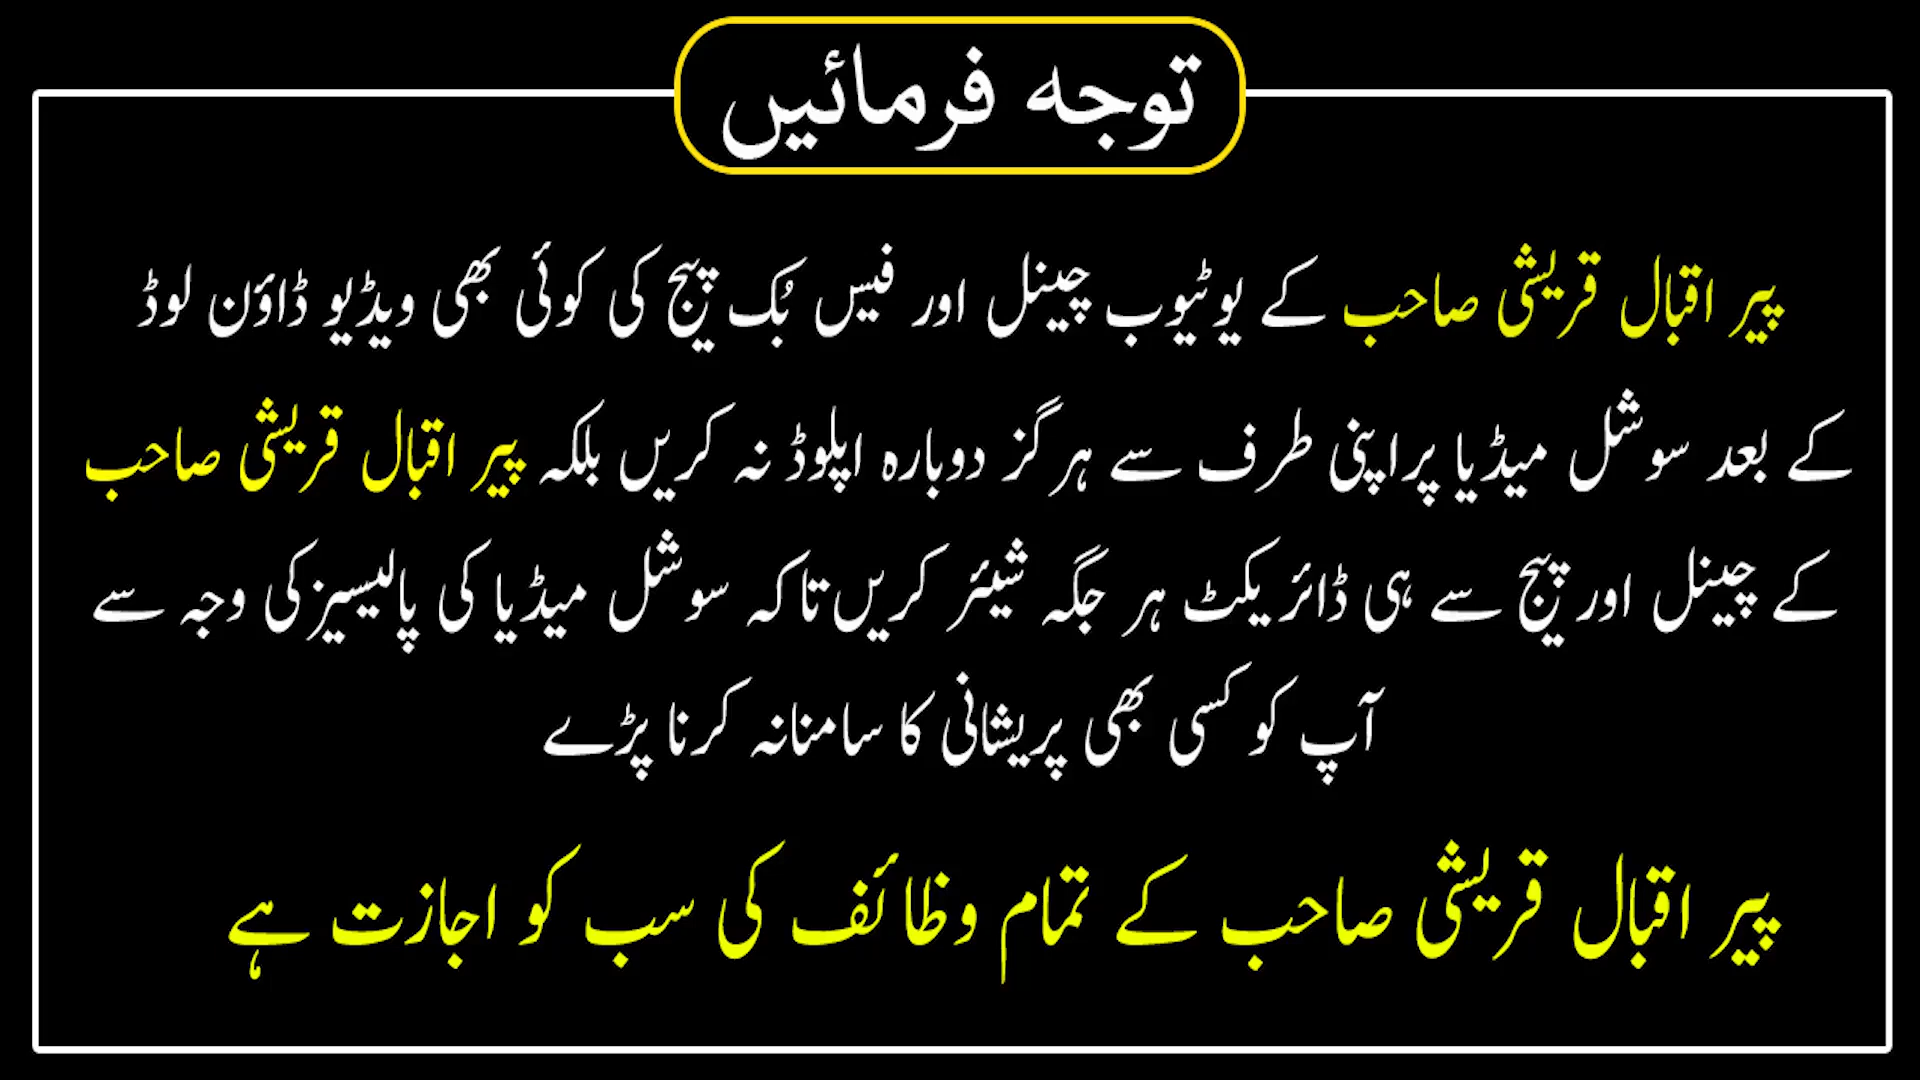 توجہ فرمائیں
پیر اقبال قریشی صاحب کے یوٹیوب چینل اور فیس بُک پیج کی کوئی بھی ویڈیو ڈاؤن لوڈ
کے بعد سوشل میڈیا پر اپنی طرف سے ہرگز دوبارہ اپلوڈ نہ کریں بلکہ پیر اقبال قریشی صاحب
کے چینل اور پیج سے ہی ڈائریکٹ ہر جگہ شیئر کریں تاکہ سوشل میڈیا کی پالیسیز کی وجہ سے
آپ کو کسی بھی پریشانی کا سامنانہ کرنا پڑے
پیر اقبال قریشی صاحب کے تمام وظائف کی سب کو اجازت ہے